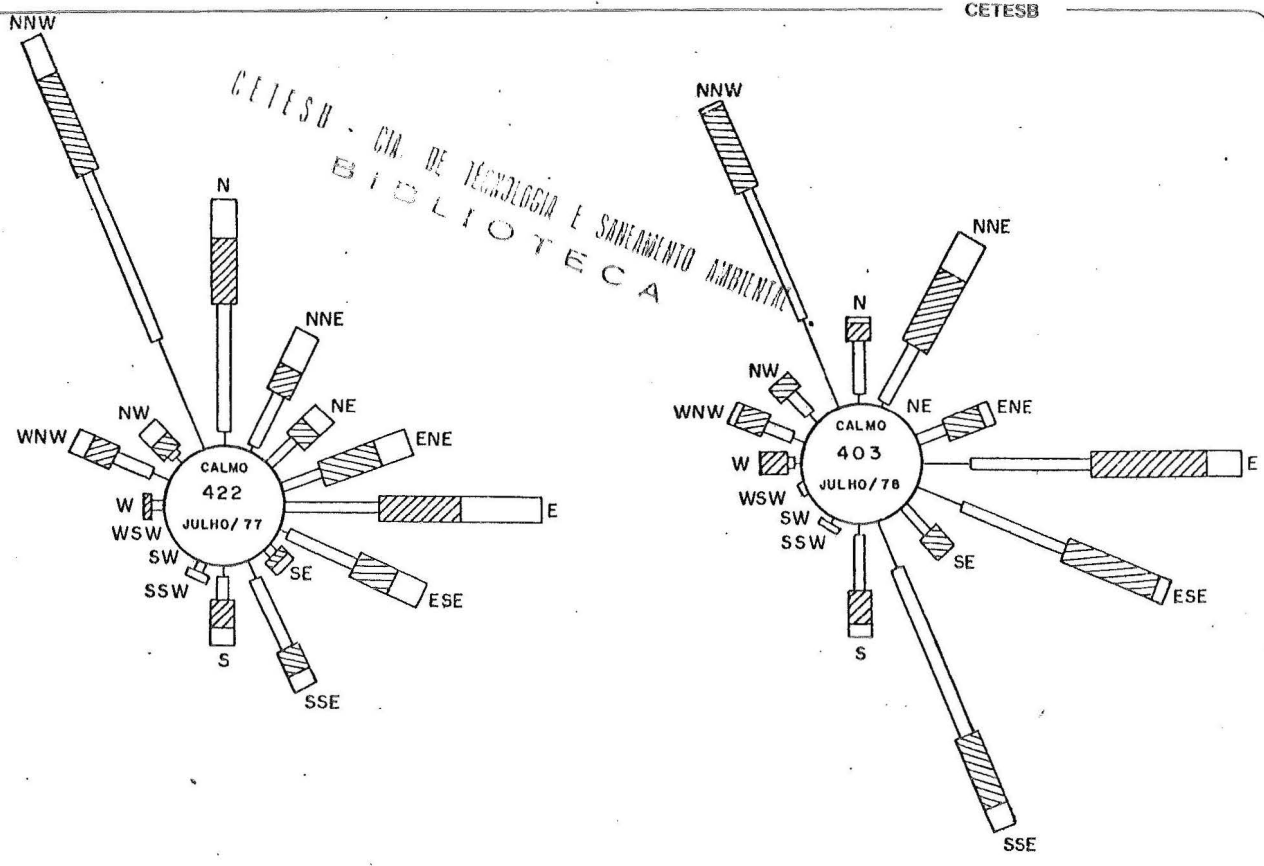 CETESB
CETESB - CIA. DE TECNOLOGIA E SANEAMENTO AMBIENTAL
BIBLIOTECA
NNW
N
NNE
NW
NE
WNW
ENE
W
E
WSW
SW
SSW
SE
ESE
S
SSE
CALMO
422
JULHO/77
NNW
NNE
N
NW
NE
ENE
WNW
W
E
WSW
SW
SSW
SE
ESE
S
SSE
CALMO
403
JULHO/78